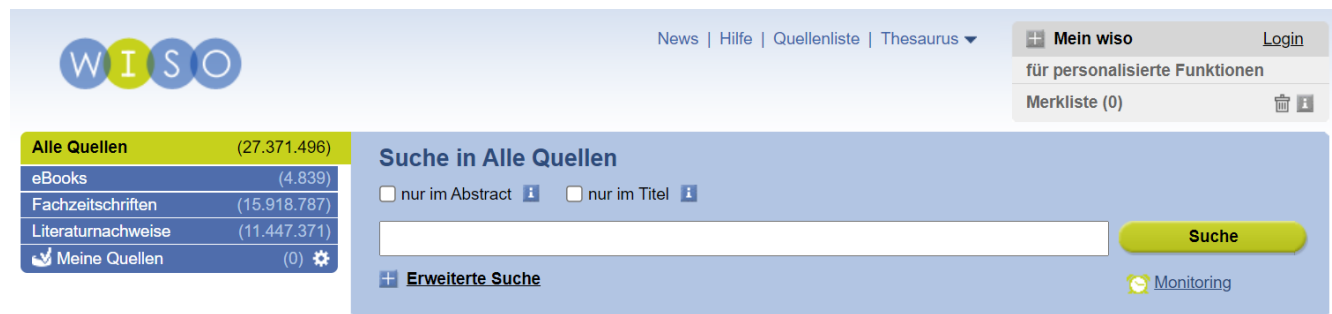 WISO
News | Hilfe | Quellenliste | Thesaurus
Mein wiso Login
für personalisierte Funktionen
Merkliste (0)
Alle Quellen (27.371.496)
eBooks (4.839)
Fachzeitschriften (15.918.787)
Literaturnachweise (11.447.371)
Meine Quellen (0)
Suche in Alle Quellen
nur im Abstract i nur im Titel i
Suche
Erweiterte Suche
Monitoring